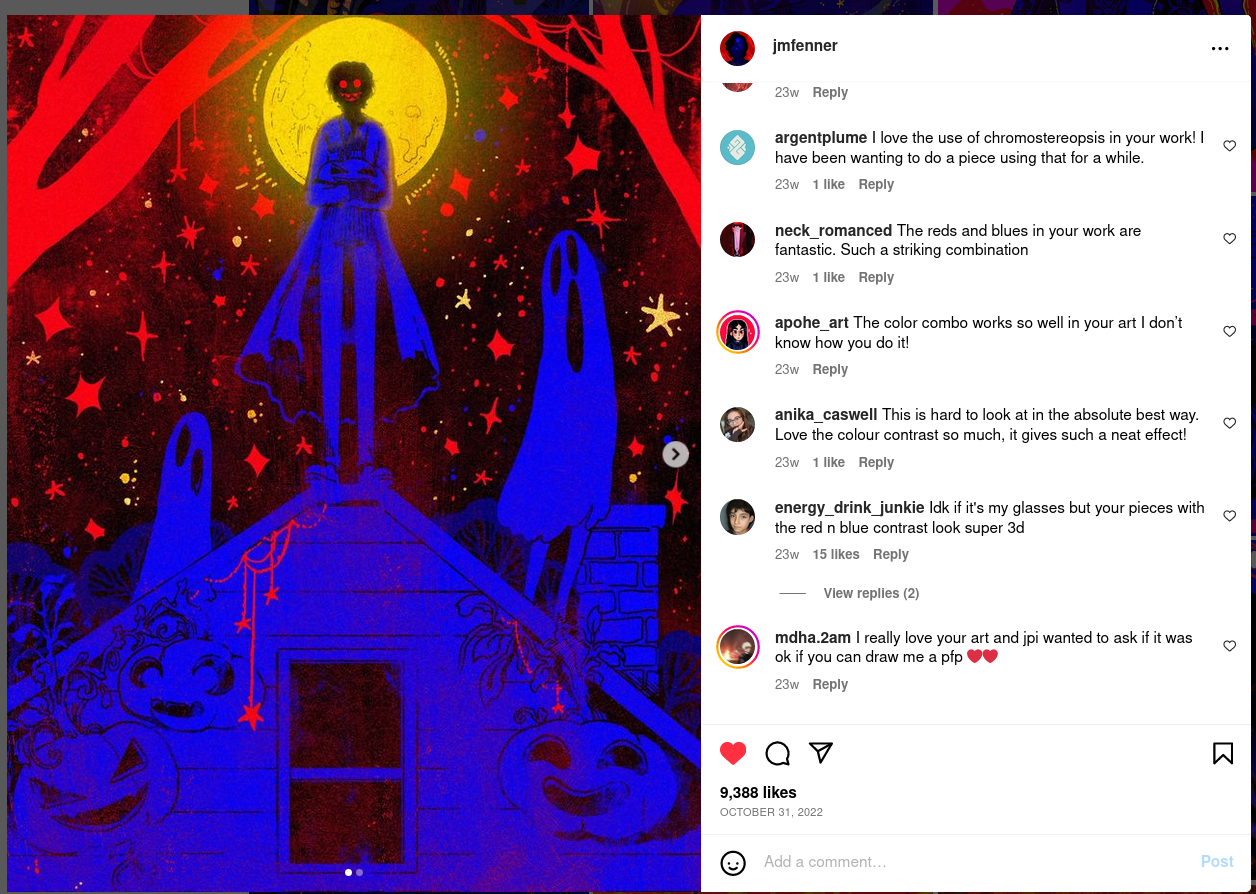 jmfenner
23w Reply
argentplume I love the use of chromostereopsis in your work! I
have been wanting to do a piece using that for a while.
23w 1 like Reply
neck_romanced The reds and blues in your work are
fantastic. Such a striking combination
23w 1 like Reply
apohe_art The color combo works so well in your art I don't
know how you do it!
23w Reply
anika_caswell This is hard to look at in the absolute best way.
Love the colour contrast so much, it gives such a neat effect!
23w 1 like Reply
energy_drink_junkie Idk if it's my glasses but your pieces with
the red n blue contrast look super 3d
23w 15 likes Reply
View replies (2)
mdha.2am I really love your art and jpi wanted to ask if it was
ok if you can draw me a pfp ❤️❤️
23w Reply
9,388 likes
OCTOBER 31, 2022
Add a comment…
Post